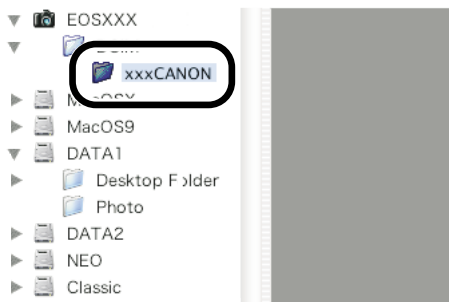 EOSXXX
xxxCANON
MacOS9
DATA1
Desktop Folder
Photo
DATA2
NEO
Classic